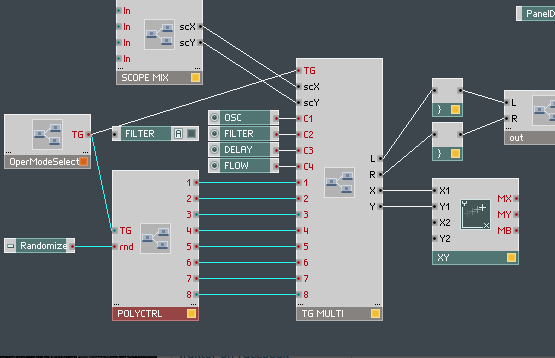 PanelD
In
In
In
In
scX
scY
SCOPE MIX
TG
OperModeSelect
FILTER
A
OSC
FILTER
DELAY
FLOW
TG
scX
scY
C1
C2
C3
C4
1
2
3
4
5
6
7
8
L
R
X
Y
TG MULTI
TG
rnd
1
2
3
4
5
6
7
8
POLYCTRL
Randomize
}
}
L
R
out
X1
Y1
X2
Y2
Y
X
MX
MY
MB
XY